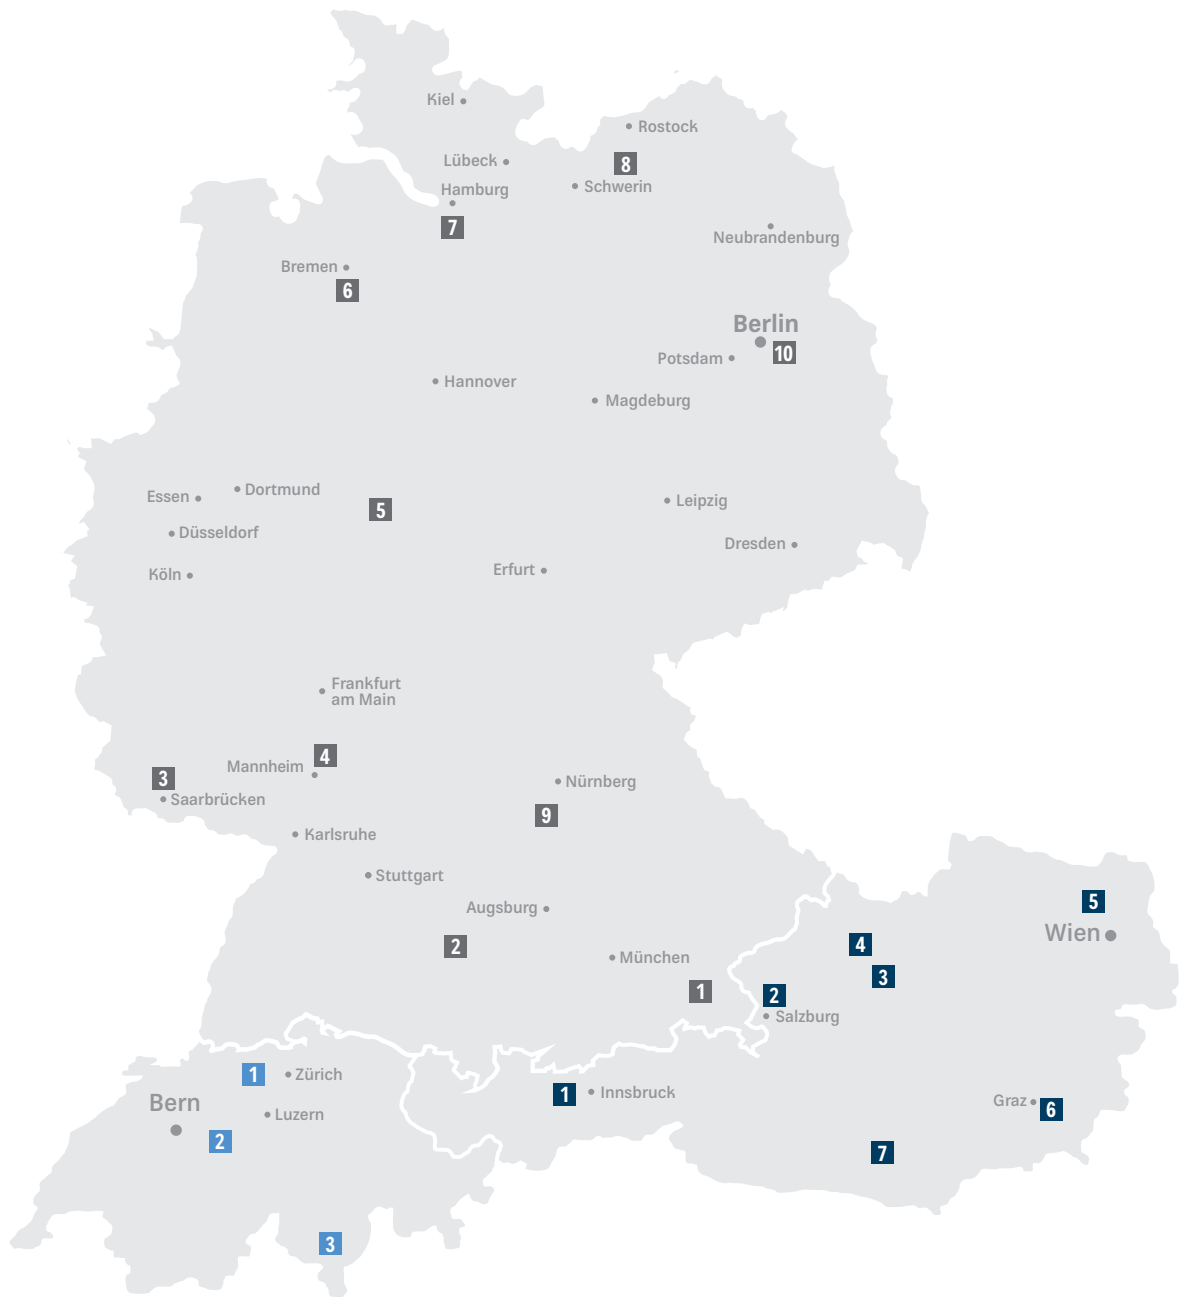 Kiel
Rostock
Lübeck
8
Hamburg
Schwerin
7
Neubrandenburg
Bremen
6
Berlin
10
Potsdam
Hannover
Magdeburg
Essen
Dortmund
5
Leipzig
Düsseldorf
Dresden
Köln
Erfurt
Frankfurt
am Main
4
Mannheim
3
Saarbrücken
Nürnberg
9
Karlsruhe
Stuttgart
Augsburg
5
Wien
2
4
München
3
1
2
Salzburg
1
Zürich
1
Innsbruck
Bern
Luzern
Graz
6
2
7
3